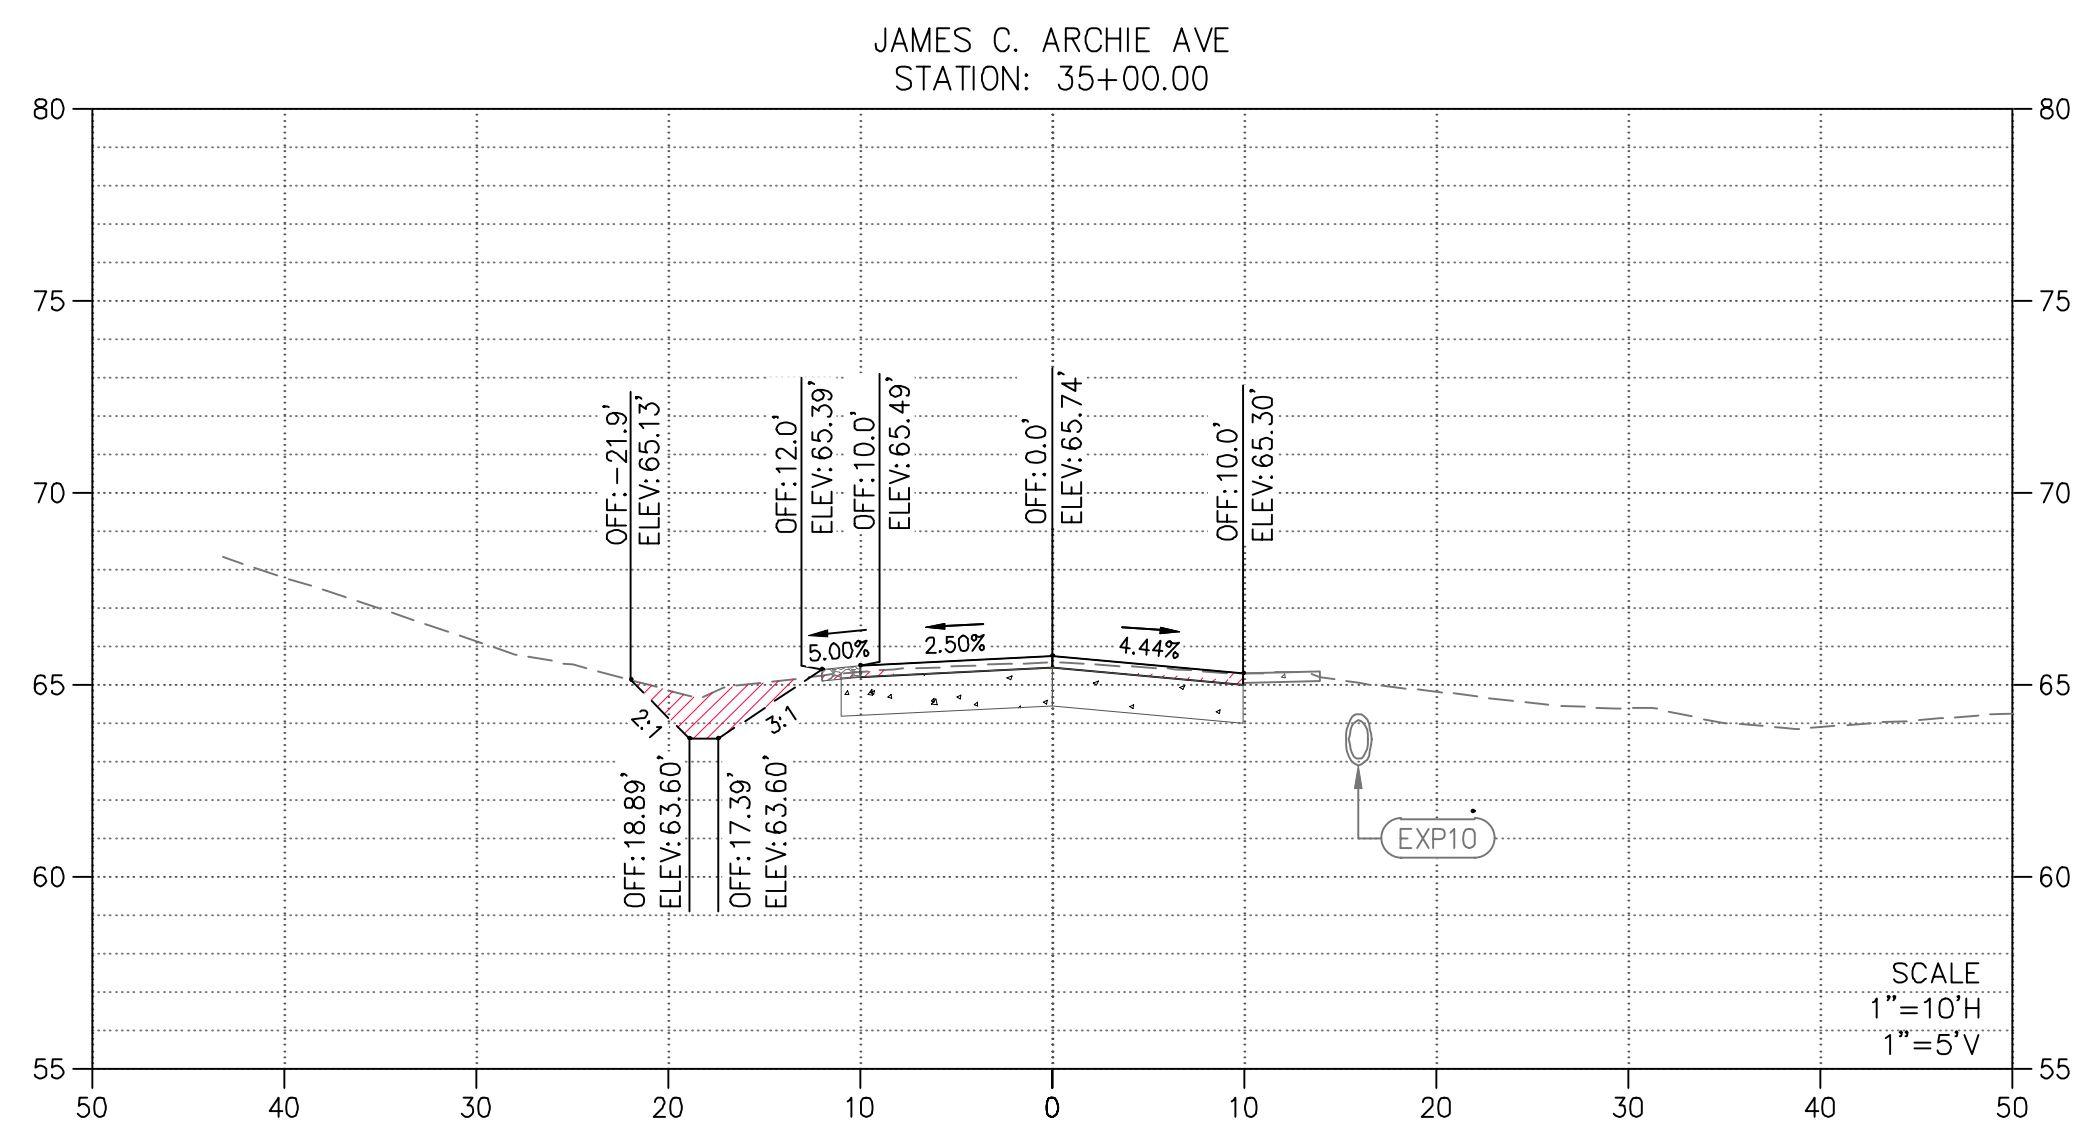 JAMES C. ARCHIE AVE
STATION: 35+00.00
80 80
75 75
OFF:-21.9'
ELEV:65.13'
OFF:12.0'
ELEV:65.39'
OFF:10.0'
ELEV:65.49'
OFF:0.0'
ELEV:65.74'
OFF:10.0'
ELEV:65.30'
70 70
5.00%
2.50%
4.44%
65 65
2:1
3:1
OFF:18.89'
ELEV:63.60'
OFF:17.39'
ELEV:63.60'
EXP10
60 60
SCALE
1"=10'H
1"=5'V
55 55
50 40 30 20 10 0 10 20 30 40 50